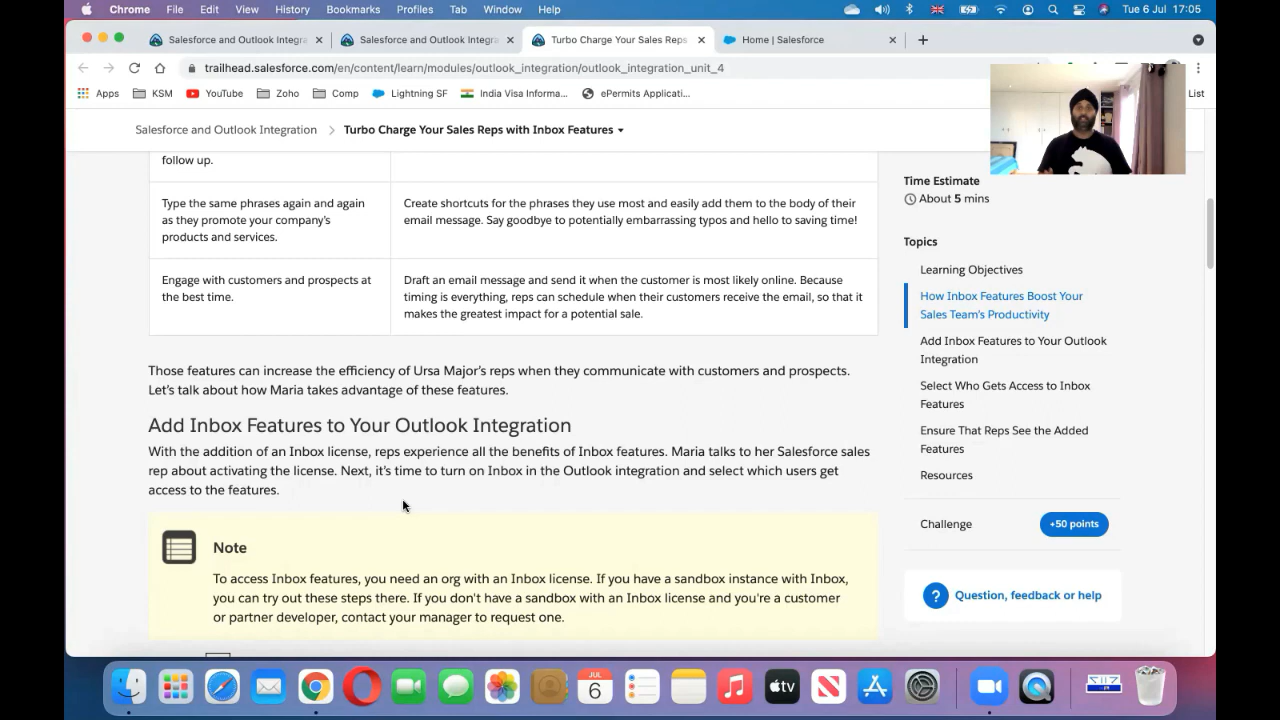 Chrome File Edit View History Bookmarks Profiles Tab Window Help Tue 6 Jul 17:05
Salesforce and Outlook Integra
Salesforce and Outlook Integra
Turbo Charge Your Sales Reps
Home | Salesforce
trailhead.salesforce.com/en/content/learn/modules/outlook_integration/outlook_integration_unit_4
Apps KSM YouTube Zoho Comp Lightning SF India Visa Informa... ePermits Applicati... List
Salesforce and Outlook Integration
Turbo Charge Your Sales Reps with Inbox Features
follow up.
Type the same phrases again and again
as they promote your company's
products and services.
Create shortcuts for the phrases they use most and easily add them to the body of their
email message. Say goodbye to potentially embarrassing typos and hello to saving time!
Engage with customers and prospects at
the best time.
Draft an email message and send it when the customer is most likely online. Because
timing is everything, reps can schedule when their customers receive the email, so that it
makes the greatest impact for a potential sale.
Those features can increase the efficiency of Ursa Major's reps when they communicate with customers and prospects.
Let's talk about how Maria takes advantage of these features.
Add Inbox Features to Your Outlook Integration
With the addition of an Inbox license, reps experience all the benefits of Inbox features. Maria talks to her Salesforce sales
rep about activating the license. Next, it's time to turn on Inbox in the Outlook integration and select which users get
access to the features.
Note
To access Inbox features, you need an org with an Inbox license. If you have a sandbox instance with Inbox,
you can try out these steps there. If you don't have a sandbox with an Inbox license and you're a customer
or partner developer, contact your manager to request one.
Time Estimate
About 5 mins
Topics
Learning Objectives
How Inbox Features Boost Your
Sales Team's Productivity
Add Inbox Features to Your Outlook
Integration
Select Who Gets Access to Inbox
Features
Ensure That Reps See the Added
Features
Resources
Challenge +50 points
? Question, feedback or help
JUL
6
tv